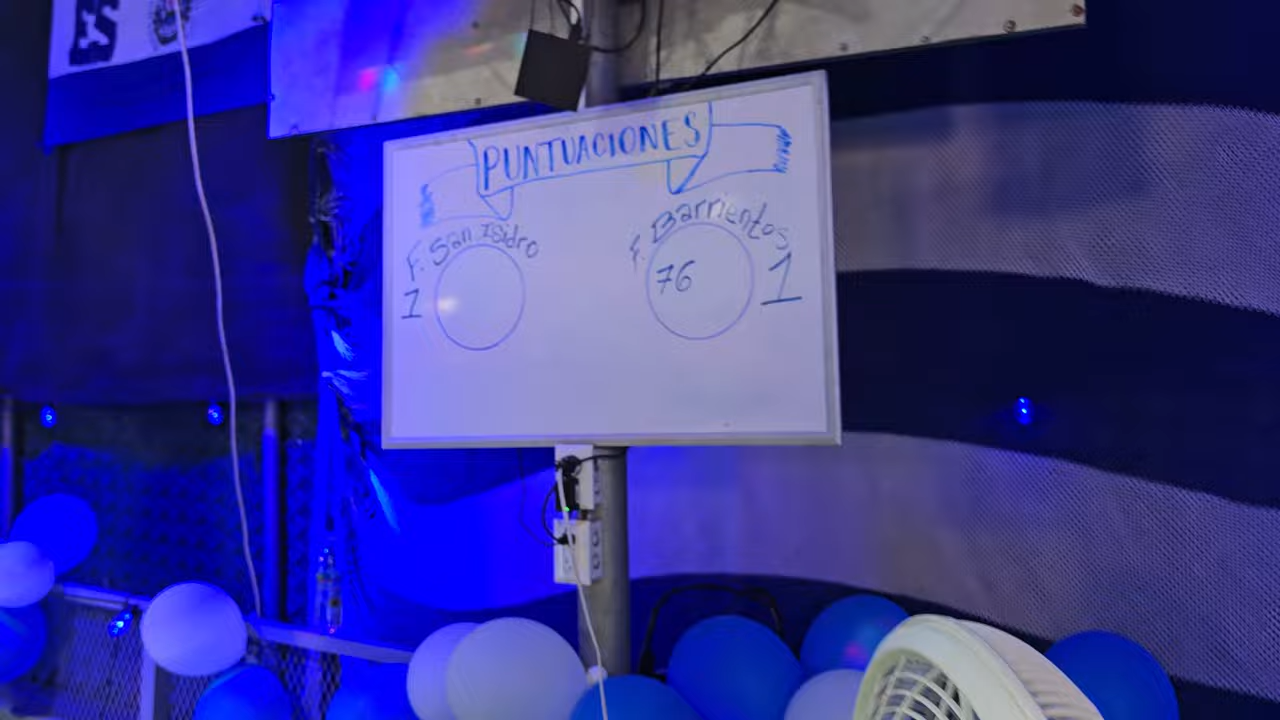 S
PUNTUACIONES
F. San Isidro
1
F. Barrientos
76
1